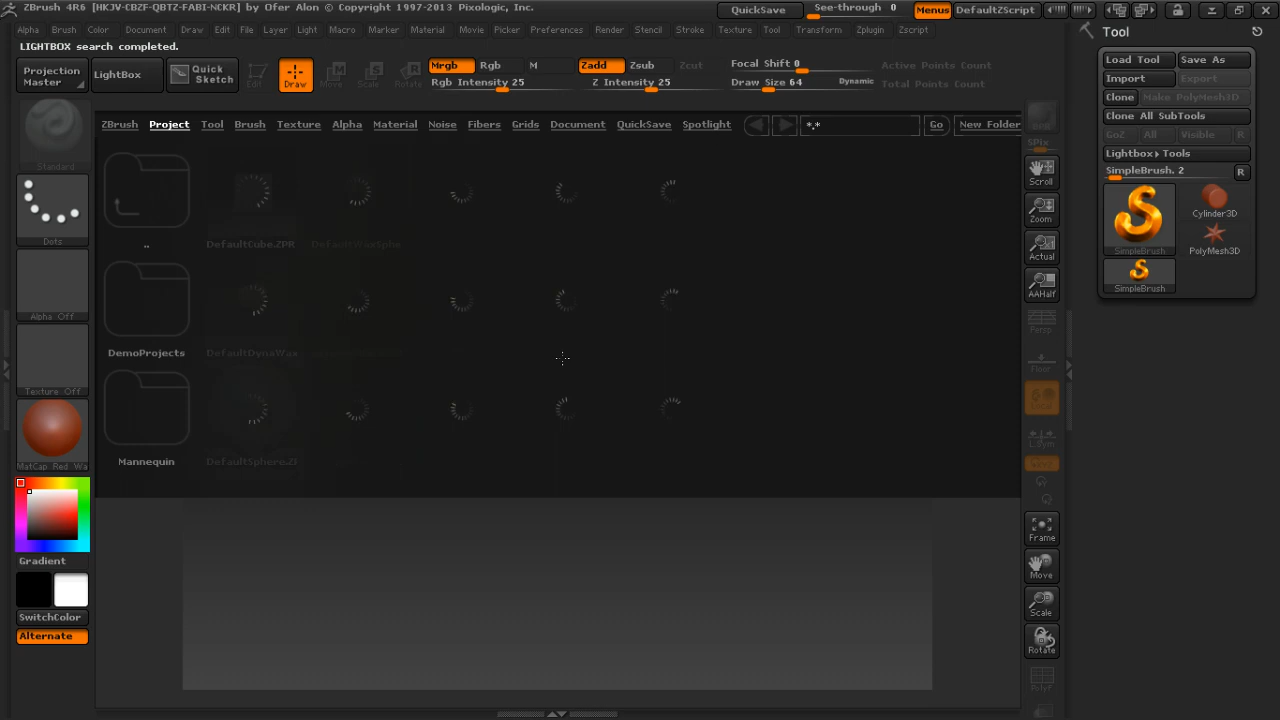 ZBrush 4R6 [HKJV-CBZF-QBTZ-FABI-NCKR] by Ofer Alon © Copyright 1997-2013 Pixologic, Inc.
QuickSave
See-through 0
Menus
DefaultZScript
Alpha Brush Color Document Draw Edit File Layer Light Macro Marker Material Movie Picker Preferences Render Stencil Stroke Texture Tool Transform Zplugin Zscript
LIGHTBOX search completed.
Projection Master
LightBox
Quick Sketch
Edit
Draw
Move
Scale
Rotate
Mrgb Rgb M
Rgb Intensity 25
Zadd Zsub Zcut
Z Intensity 25
Focal Shift 0
Draw Size 64 Dynamic
Active Points Count
Total Points Count
ZBrush Project Tool Brush Texture Alpha Material Noise Fibers Grids Document QuickSave Spotlight
*.*
Go
New Folder
Standard
Dots
Alpha Off
Texture Off
MatCap Red Wa
Gradient
SwitchColor
Alternate
..
DefaultCube.ZPR
DefaultWaxSphe
DemoProjects
DefaultDynaWax
Mannequin
DefaultSphere.ZP
BPR
SPix
Scroll
Zoom
Actual
AAHalf
Persp
Floor
Local
L.Sym
Frame
Move
Scale
Rotate
PolyF
Tool
Load Tool Save As
Import Export
Clone Make PolyMesh3D
Clone All SubTools
GoZ All Visible R
Lightbox▸Tools
SimpleBrush. 2 R
SimpleBrush
Cylinder3D
PolyMesh3D
SimpleBrush